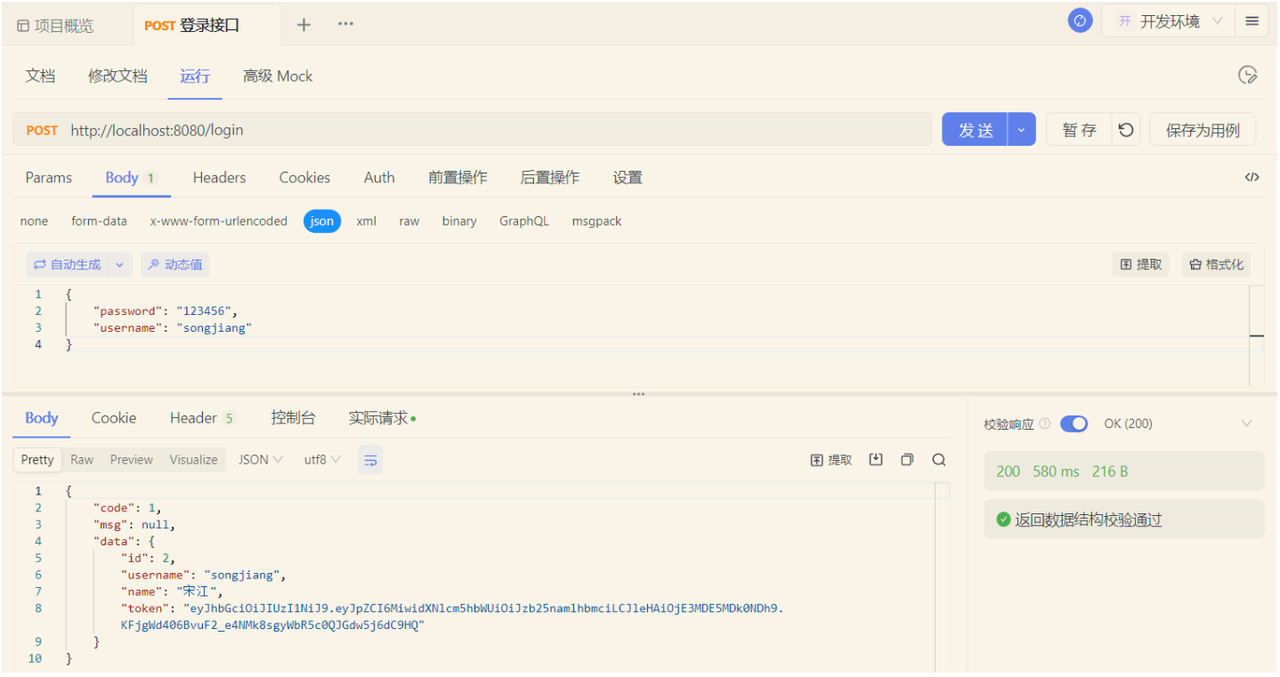 项目概览 POST 登录接口 开 开发环境
文档 修改文档 运行 高级 Mock
POST http://localhost:8080/login 发 送 暂 存 保存为用例
Params Body 1 Headers Cookies Auth 前置操作 后置操作 设置
none form-data x-www-form-urlencoded json xml raw binary GraphQL msgpack
自动生成 动态值 提取 格式化
1 {
2 "password": "123456",
3 "username": "songjiang"
4 }
Body Cookie Header 5 控制台 实际请求 校验响应 OK (200)
Pretty Raw Preview Visualize JSON utf8 提取
200 580 ms 216 B
返回数据结构校验通过
1 {
2 "code": 1,
3 "msg": null,
4 "data": {
5 "id": 2,
6 "username": "songjiang",
7 "name": "宋江",
8 "token": "eyJhbGciOiJIUzI1NiJ9.eyJpZCI6MiwidXNlcm5hbWUiOiJzb25namlhbmciLCJleHAiOjE3MDE5MDk0NDh9.
KFjgWd406BvuF2_e4NMk8sgyWbR5c0QJGdw5j6dC9HQ"
9 }
10 }